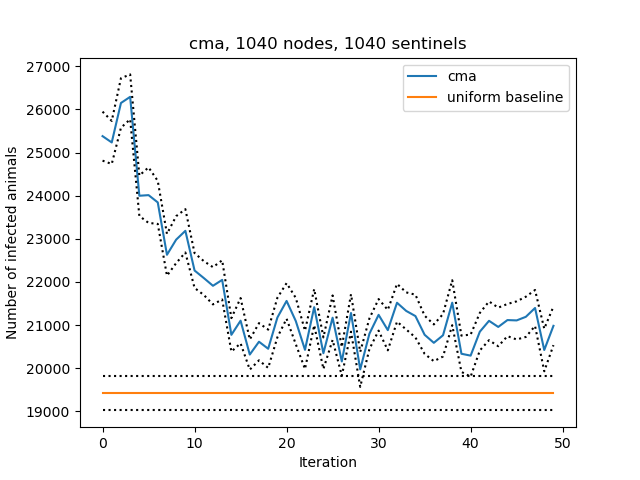 cma, 1040 nodes, 1040 sentinels
27000
26000
25000
24000
23000
22000
21000
20000
19000
Number of infected animals
cma
uniform baseline
0 10 20 30 40 50
Iteration